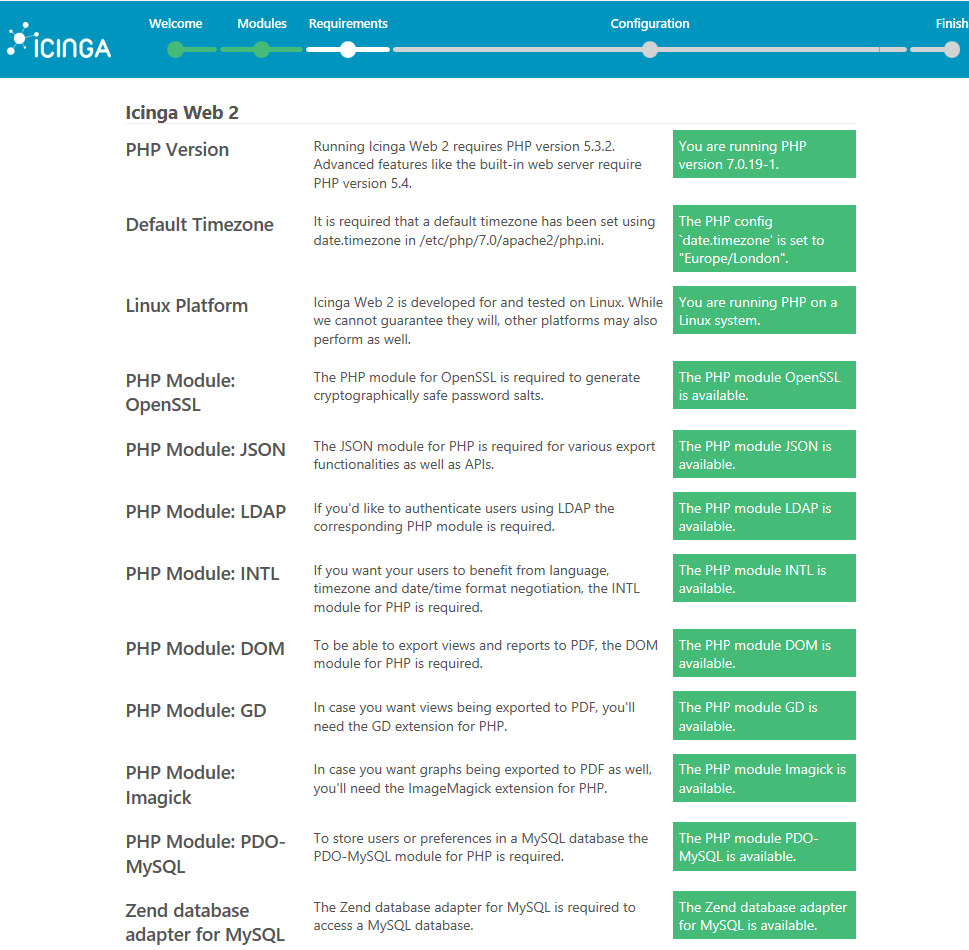 Welcome Modules Requirements Configuration Finish
ICINGA
Icinga Web 2
PHP Version
Running Icinga Web 2 requires PHP version 5.3.2.
Advanced features like the built-in web server require
PHP version 5.4.
You are running PHP
version 7.0.19-1.
Default Timezone
It is required that a default timezone has been set using
date.timezone in /etc/php/7.0/apache2/php.ini.
The PHP config
`date.timezone' is set to
"Europe/London".
Linux Platform
Icinga Web 2 is developed for and tested on Linux. While
we cannot guarantee they will, other platforms may also
perform as well.
You are running PHP on a
Linux system.
PHP Module:
OpenSSL
The PHP module for OpenSSL is required to generate
cryptographically safe password salts.
The PHP module OpenSSL
is available.
PHP Module: JSON
The JSON module for PHP is required for various export
functionalities as well as APIs.
The PHP module JSON is
available.
PHP Module: LDAP
If you'd like to authenticate users using LDAP the
corresponding PHP module is required.
The PHP module LDAP is
available.
PHP Module: INTL
If you want your users to benefit from language,
timezone and date/time format negotiation, the INTL
module for PHP is required.
The PHP module INTL is
available.
PHP Module: DOM
To be able to export views and reports to PDF, the DOM
module for PHP is required.
The PHP module DOM is
available.
PHP Module: GD
In case you want views being exported to PDF, you'll
need the GD extension for PHP.
The PHP module GD is
available.
PHP Module:
Imagick
In case you want graphs being exported to PDF as well,
you'll need the ImageMagick extension for PHP.
The PHP module Imagick is
available.
PHP Module: PDO-
MySQL
To store users or preferences in a MySQL database the
PDO-MySQL module for PHP is required.
The PHP module PDO-
MySQL is available.
Zend database
adapter for MySQL
The Zend database adapter for MySQL is required to
access a MySQL database.
The Zend database adapter
for MySQL is available.